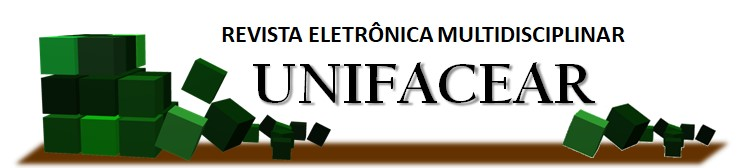 REVISTA ELETRÔNICA MULTIDISCIPLINAR
UNIFACEAR